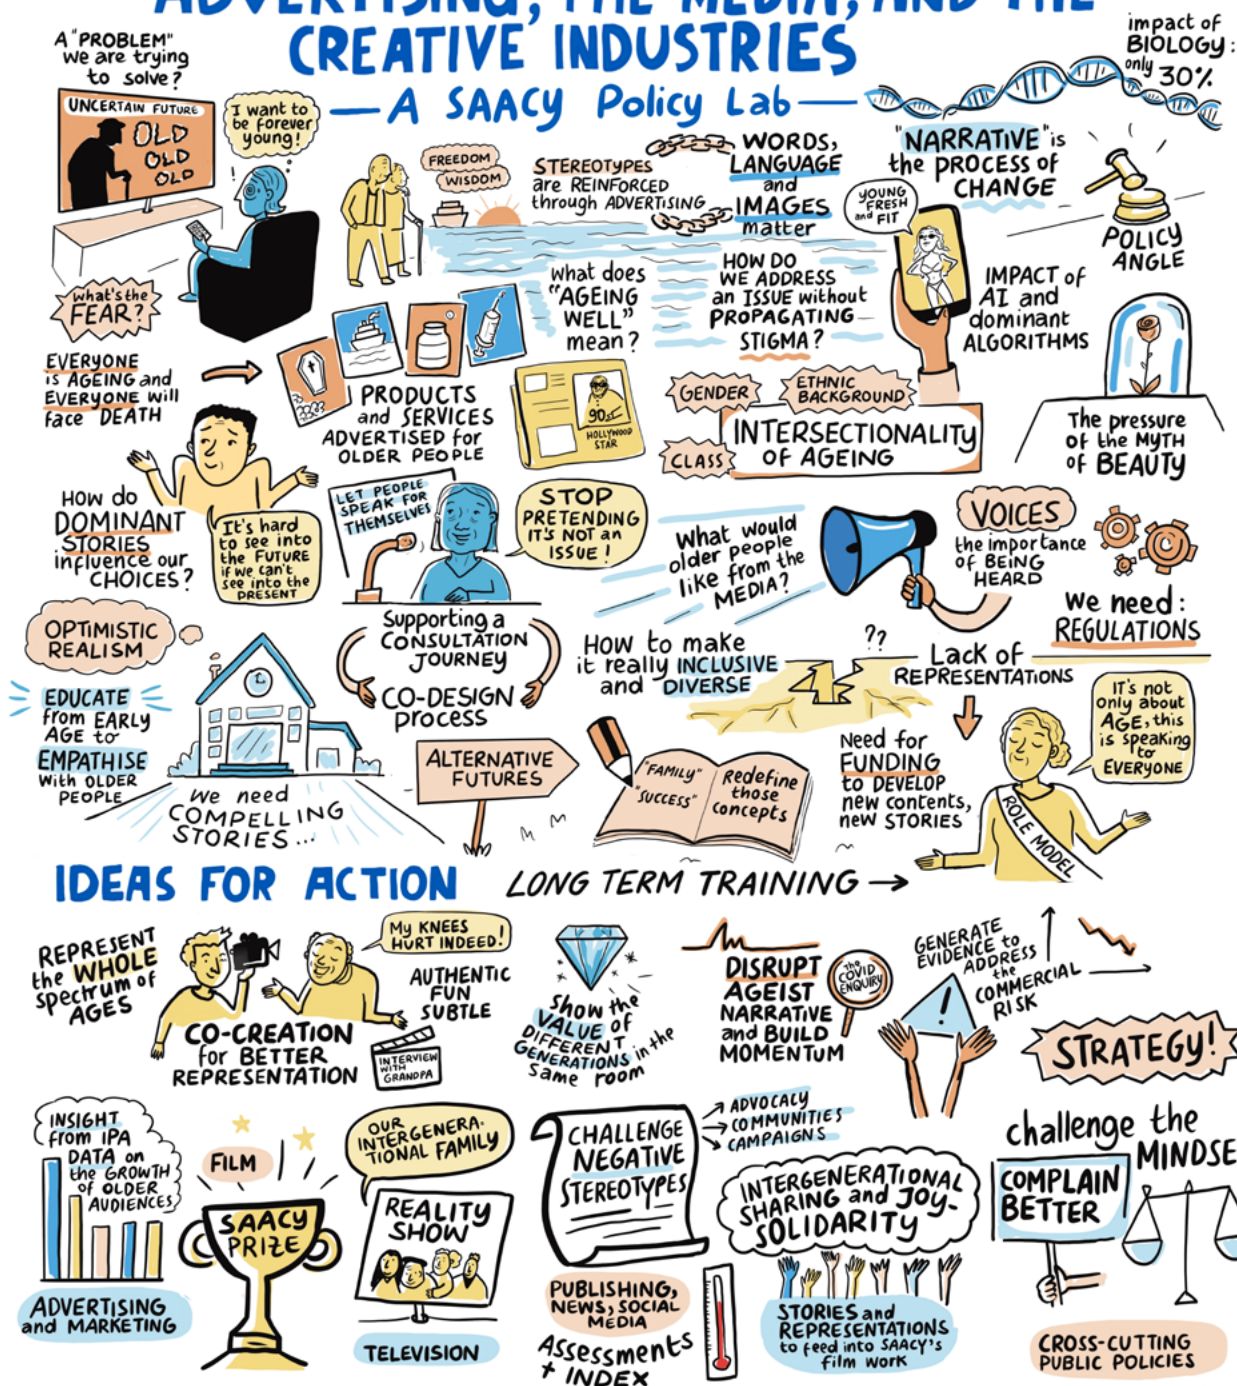 ADVERTISING, THE MEDIA, AND THE
CREATIVE INDUSTRIES
— A SAACY Policy Lab —
A "PROBLEM"
we are trying
to solve?
UNCERTAIN FUTURE
OLD
OLD
OLD
I want to
be forever
young!
!
FREEDOM
WISDOM
STEREOTYPES
are REINFORCED
through ADVERTISING
WORDS,
LANGUAGE
and
IMAGES
matter
impact of
BIOLOGY:
only 30%
"NARRATIVE" is
the PROCESS of
CHANGE
YOUNG
FRESH
and FIT
POLICY
ANGLE
What's the
FEAR?
EVERYONE
is AGEING and
EVERYONE will
face DEATH
PRODUCTS
and SERVICES
ADVERTISED for
OLDER PEOPLE
What does
"AGEING
WELL"
mean?
HOW DO
WE ADDRESS
an ISSUE without
PROPAGATING
STIGMA?
IMPACT of
AI and
dominant
ALGORITHMS
90ST
HOLLYWOOD
STAR
GENDER
ETHNIC
BACKGROUND
CLASS
INTERSECTIONALITY
OF AGEING
The pressure
of the MYTH
of BEAUTY
HOW do
DOMINANT
STORIES
influence our
CHOICES?
It's hard
to see into
the FUTURE
if we can't
see into the
PRESENT
LET PEOPLE
SPEAK FOR
THEMSELVES
STOP
PRETENDING
IT'S NOT an
ISSUE!
What would
older people
like from the
MEDIA?
VOICES
the importance
of BEING
HEARD
We need:
REGULATIONS
OPTIMISTIC
REALISM
EDUCATE
from EARLY
AGE to
EMPATHISE
with OLDER
PEOPLE
We need
COMPELLING
STORIES...
Supporting a
CONSULTATION
JOURNEY
CO-DESIGN
process
HOW to make
it really INCLUSIVE
and DIVERSE
??
Lack of
REPRESENTATIONS
ALTERNATIVE
FUTURES
"FAMILY"
"SUCCESS"
Redefine
those
concepts
Need for
FUNDING
to DEVELOP
new contents,
new STORIES
IT'S not
only about
AGE, this
is speaking
to
EVERYONE
ROLE MODEL
IDEAS FOR ACTION
LONG TERM TRAINING →
REPRESENT
the WHOLE
spectrum of
AGES
My KNEES
HURT INDEED!
AUTHENTIC
FUN
SUBTLE
CO-CREATION
for BETTER
REPRESENTATION
INTERVIEW
WITH
GRANDPA
Show the
VALUE of
DIFFERENT
GENERATIONS in the
same room
DISRUPT
AGEIST
NARRATIVE
and BUILD
MOMENTUM
The
COVID
ENQUIRY
GENERATE
EVIDENCE to
ADDRESS
the
COMMERCIAL
RISK
!
STRATEGY!
INSIGHT
from IPA
DATA on
the GROWTH
of OLDER
AUDIENCES
ADVERTISING
and MARKETING
FILM
SAACY
PRIZE
OUR
INTERGENERA-
TIONAL FAMILY
REALITY
SHOW
TELEVISION
CHALLENGE
NEGATIVE
STEREOTYPES
→ ADVOCACY
→ COMMUNITIES
→ CAMPAIGNS
PUBLISHING,
NEWS, SOCIAL
MEDIA
Assessments
+ INDEX
INTERGENERATIONAL
SHARING and JOY-
SOLIDARITY
STORIES and
REPRESENTATIONS
to feed into SAACY's
film work
challenge the
MINDSE
COMPLAIN
BETTER
CROSS-CUTTING
PUBLIC POLICIES